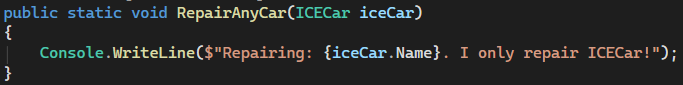 public static void RepairAnyCar(ICECar iceCar)
{
    Console.WriteLine($"Repairing: {iceCar.Name}. I only repair ICECar!");
}